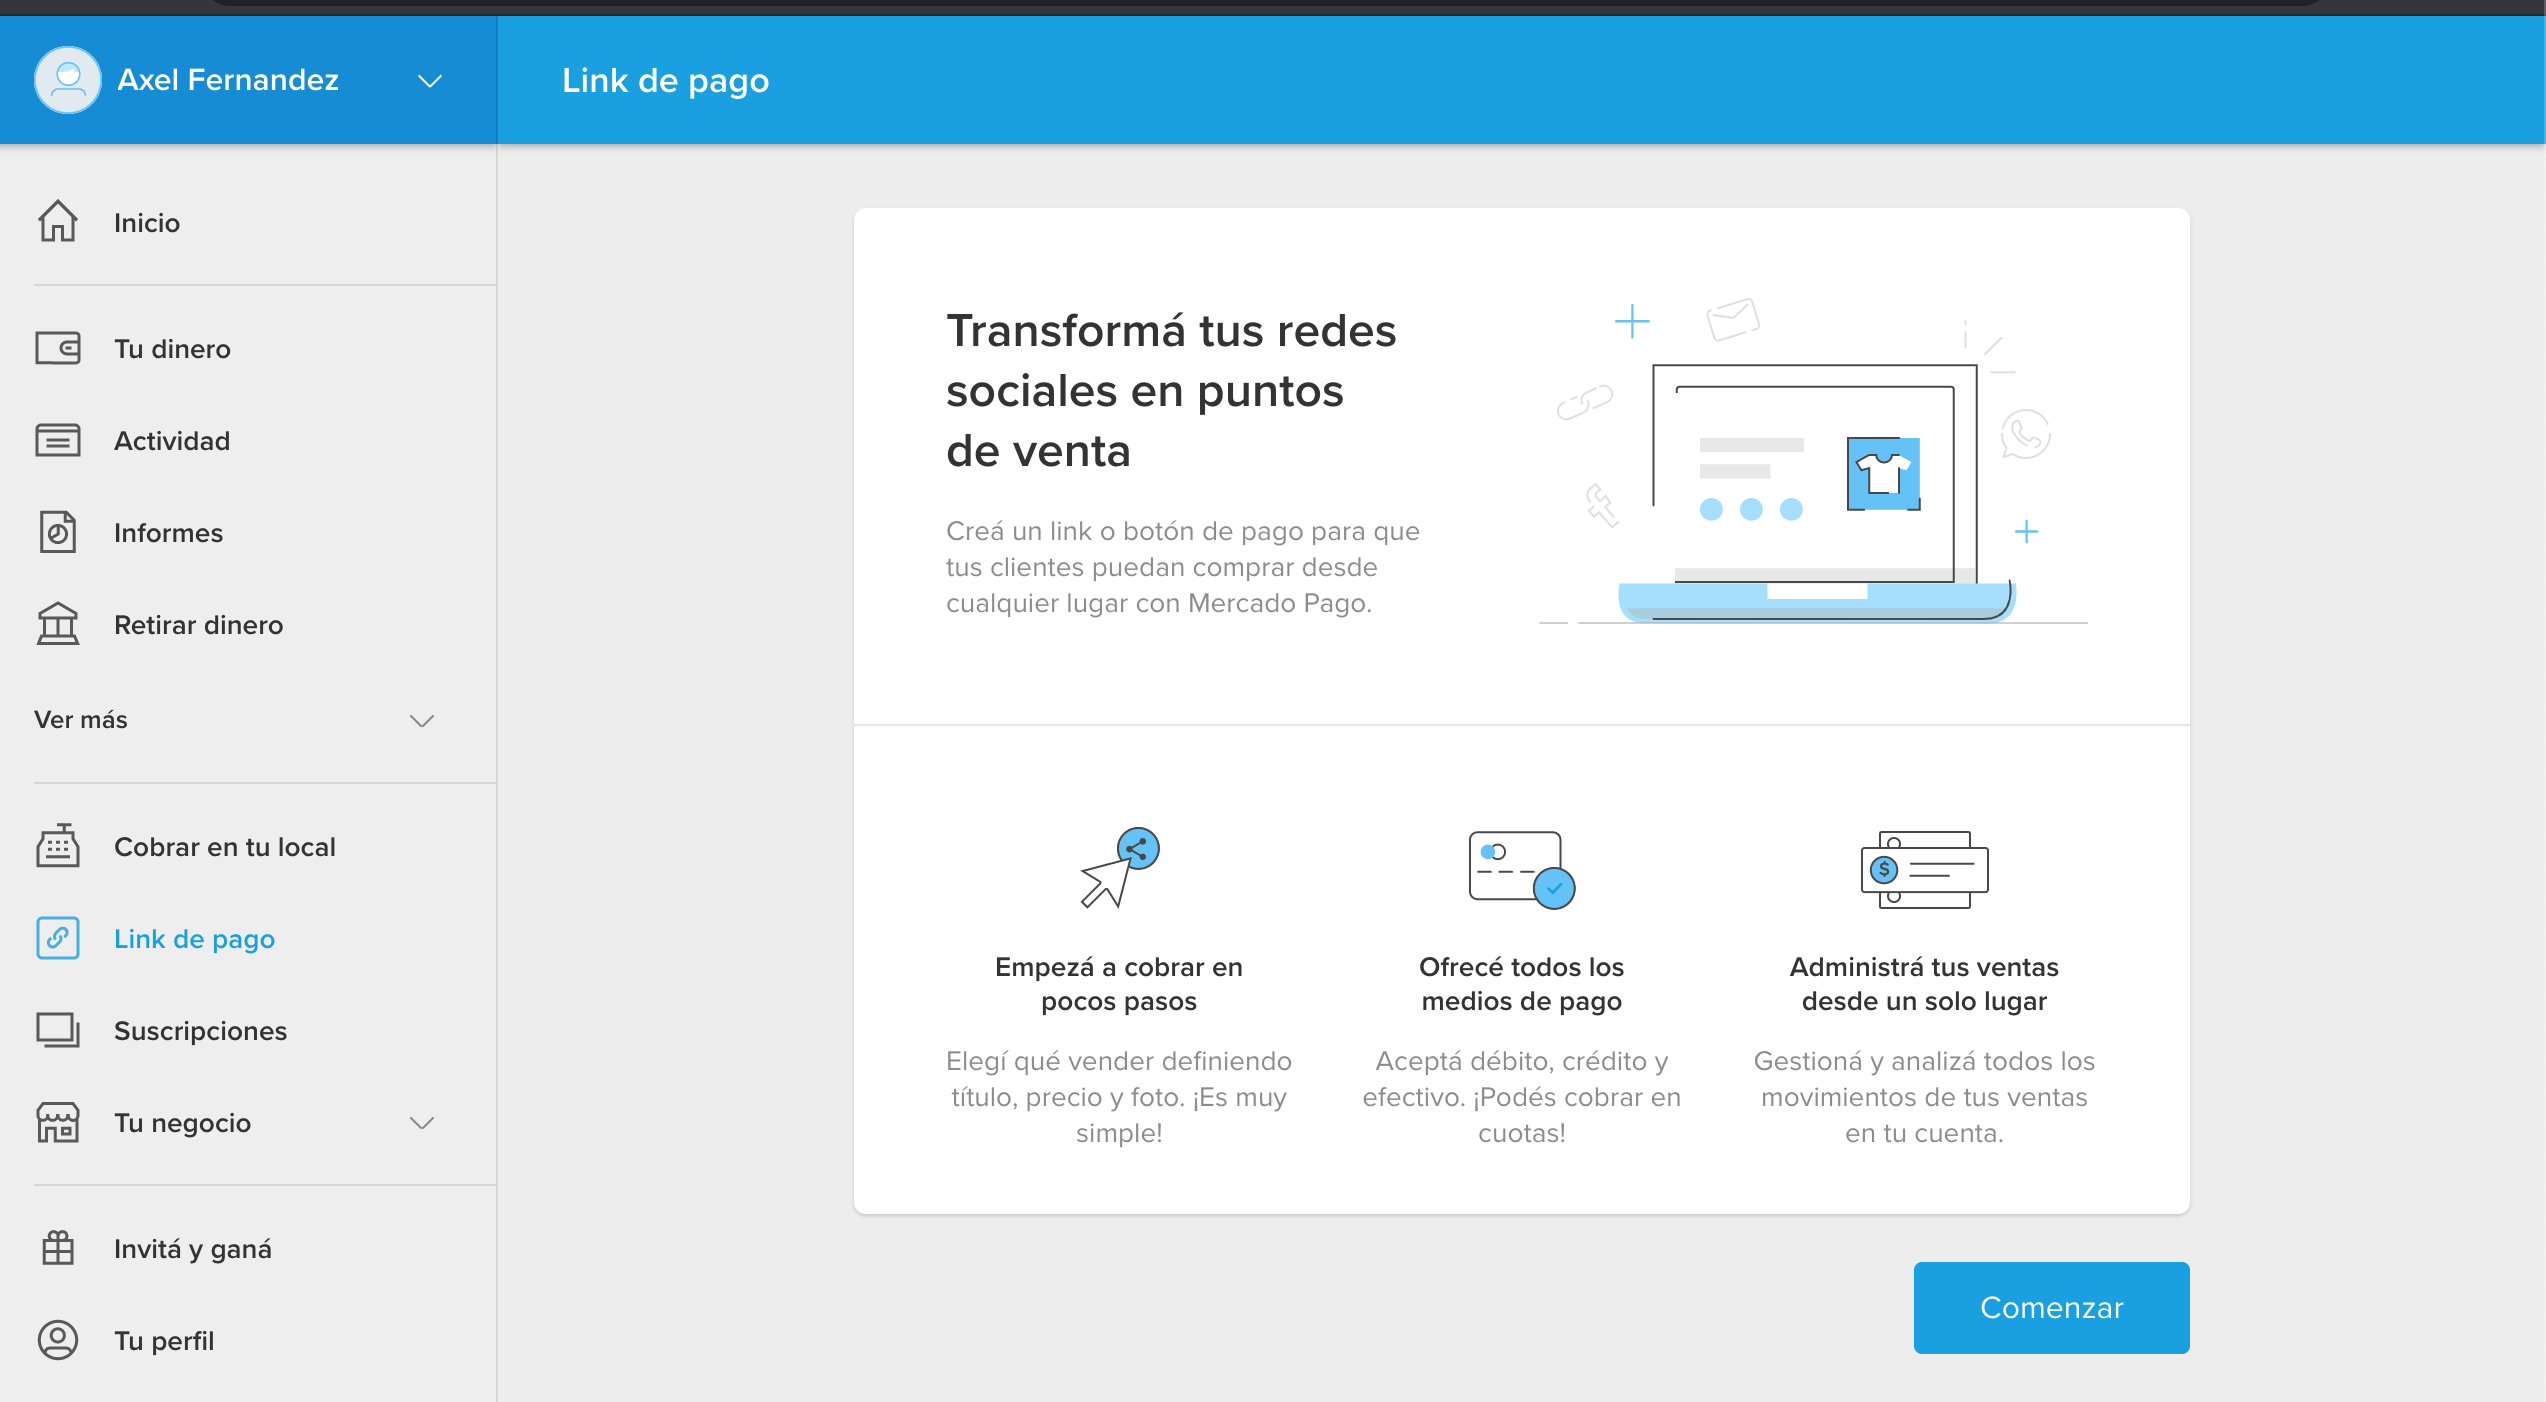 Axel Fernandez
Link de pago
Inicio
Tu dinero
Actividad
Informes
Retirar dinero
Ver más
Cobrar en tu local
Link de pago
Suscripciones
Tu negocio
Invitá y ganá
Tu perfil
Transformá tus redes
sociales en puntos
de venta
Creá un link o botón de pago para que
tus clientes puedan comprar desde
cualquier lugar con Mercado Pago.
$
Empezá a cobrar en
pocos pasos
Elegí qué vender definiendo
título, precio y foto. ¡Es muy
simple!
Ofrecé todos los
medios de pago
Aceptá débito, crédito y
efectivo. ¡Podés cobrar en
cuotas!
Administrá tus ventas
desde un solo lugar
Gestioná y analizá todos los
movimientos de tus ventas
en tu cuenta.
Comenzar